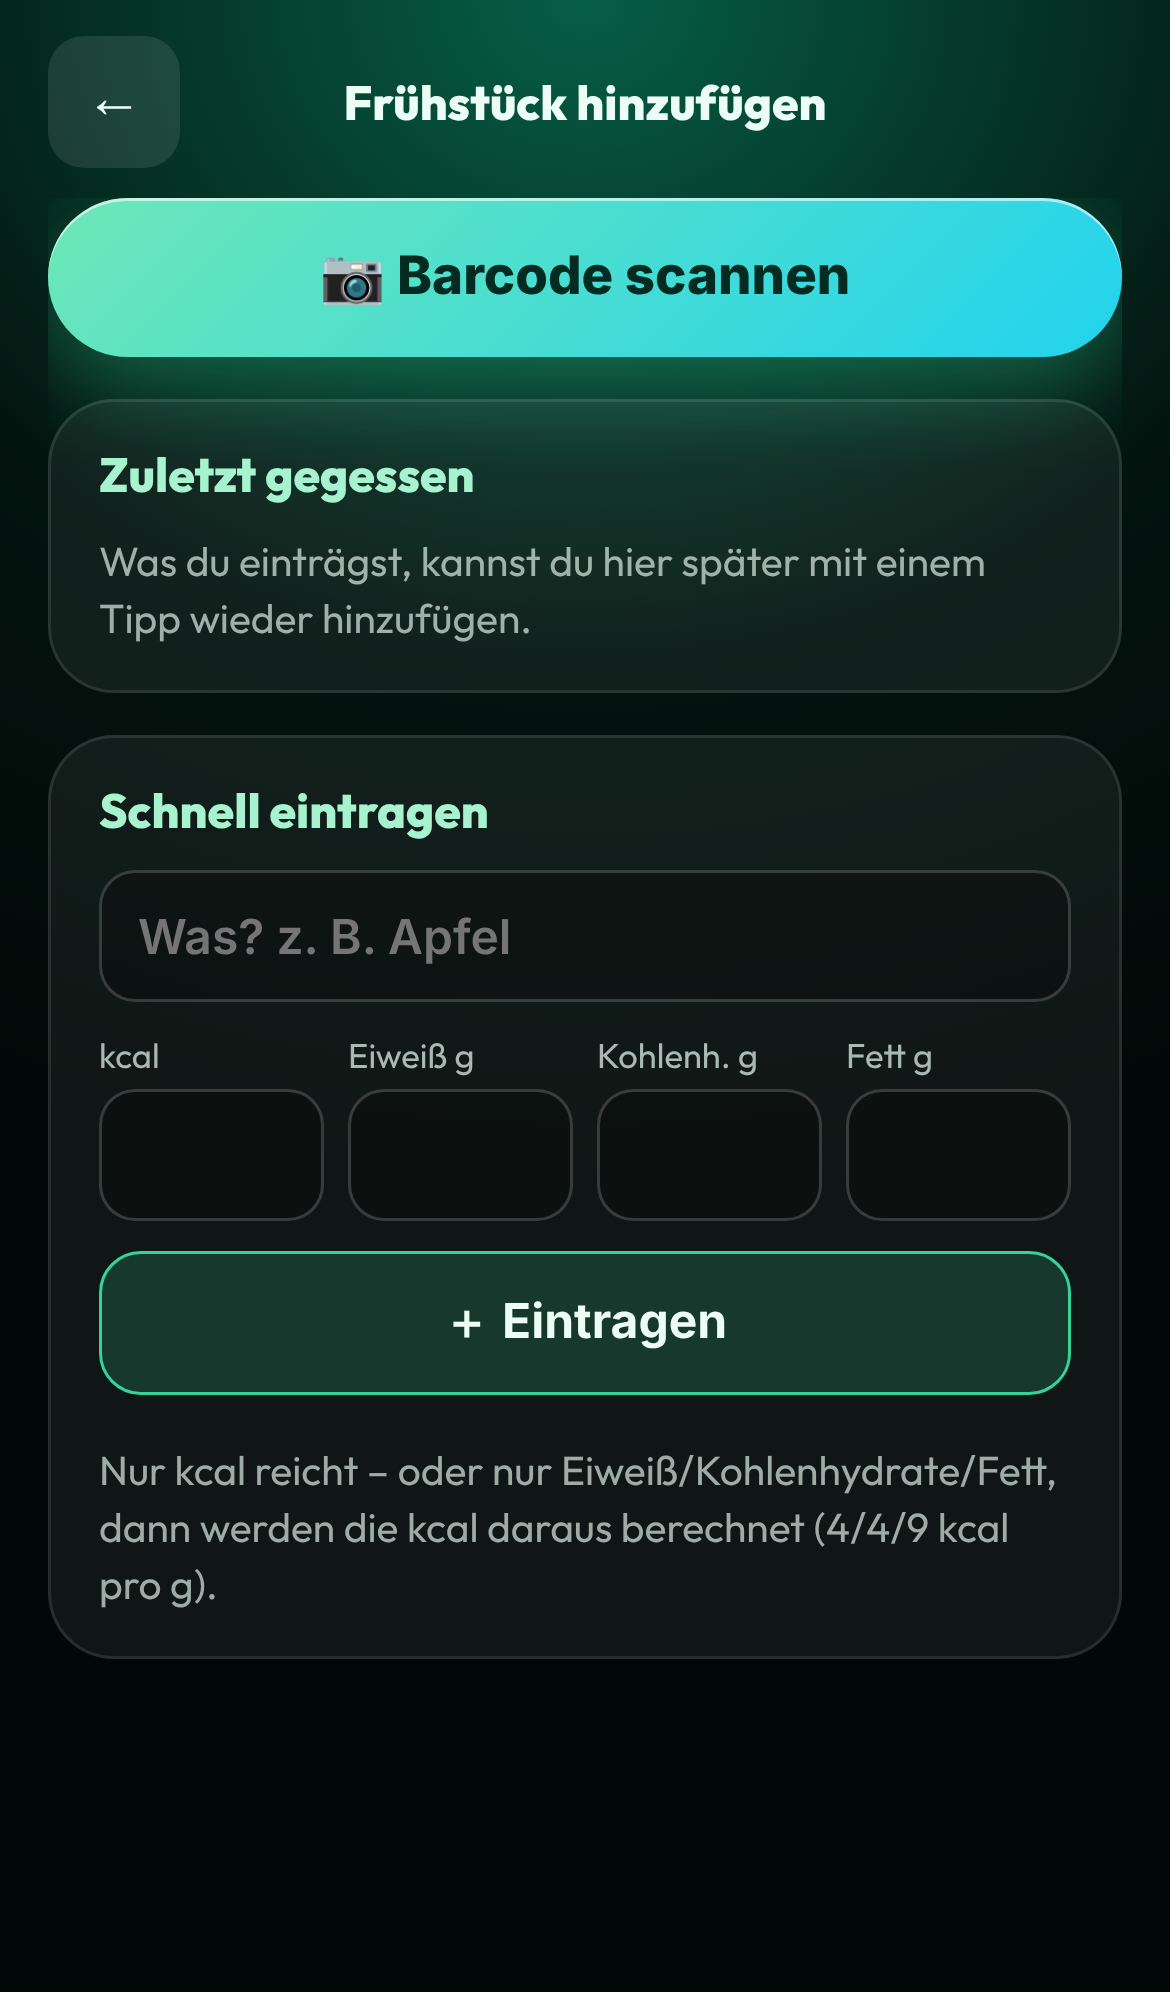 ←
Frühstück hinzufügen
📷 Barcode scannen
Zuletzt gegessen
Was du einträgst, kannst du hier später mit einem
Tipp wieder hinzufügen.
Schnell eintragen
Was? z. B. Apfel
kcal Eiweiß g Kohlenh. g Fett g
+ Eintragen
Nur kcal reicht – oder nur Eiweiß/Kohlenhydrate/Fett,
dann werden die kcal daraus berechnet (4/4/9 kcal
pro g).